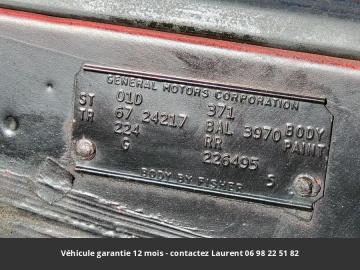 GENERAL MOTORS CORPORATION
ST 01D 371
TR 67 24217 BAL 3970 BODY
224 RR PAINT
G 226495 S
BODY BY FISHER
Véhicule garantie 12 mois - contactez Laurent 06 98 22 51 82